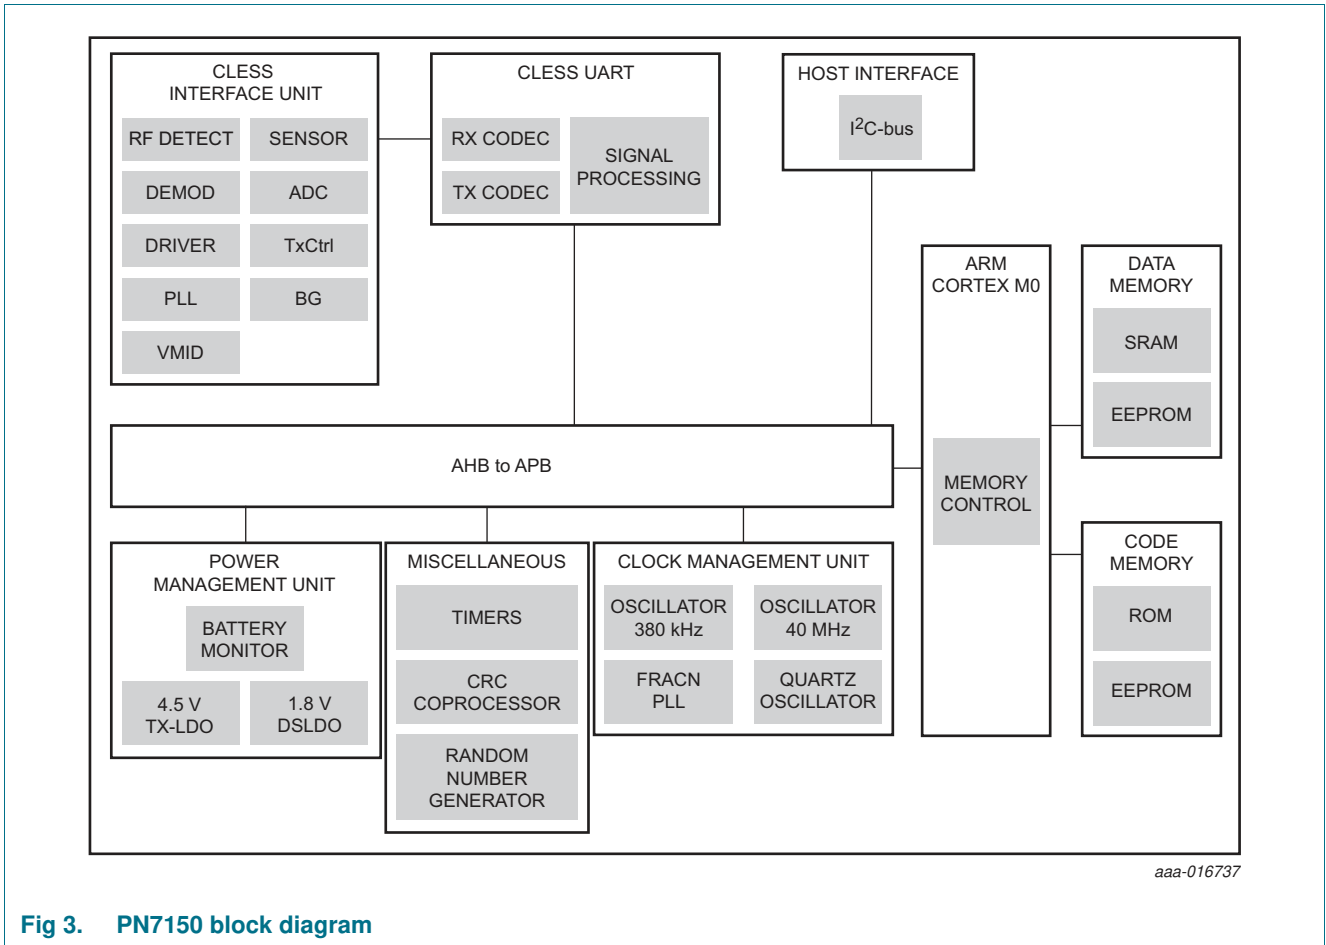 CLESS
INTERFACE UNIT
RF DETECT
SENSOR
DEMOD
ADC
DRIVER
TxCtrl
PLL
BG
VMID
CLESS UART
RX CODEC
TX CODEC
SIGNAL
PROCESSING
HOST INTERFACE
I²C-bus
ARM
CORTEX M0
MEMORY
CONTROL
DATA
MEMORY
SRAM
EEPROM
AHB to APB
CODE
MEMORY
ROM
EEPROM
POWER
MANAGEMENT UNIT
BATTERY
MONITOR
4.5 V
TX-LDO
1.8 V
DSLDO
MISCELLANEOUS
TIMERS
CRC
COPROCESSOR
RANDOM
NUMBER
GENERATOR
CLOCK MANAGEMENT UNIT
OSCILLATOR
380 kHz
OSCILLATOR
40 MHz
FRACN
PLL
QUARTZ
OSCILLATOR
aaa-016737
Fig 3. PN7150 block diagram